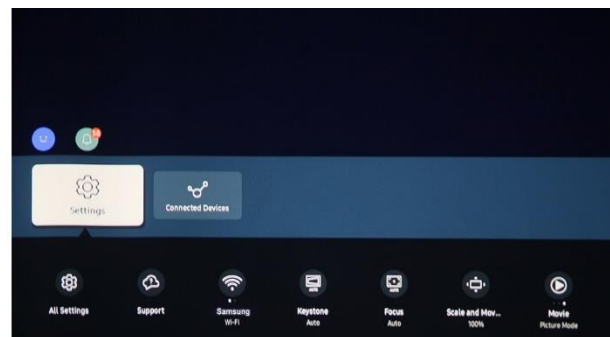 Settings
Connected Devices
All Settings
Support
Samsung
Wi-Fi
Keystone
Auto
Focus
Auto
Scale and Mov...
100%
Movie
Picture Mode